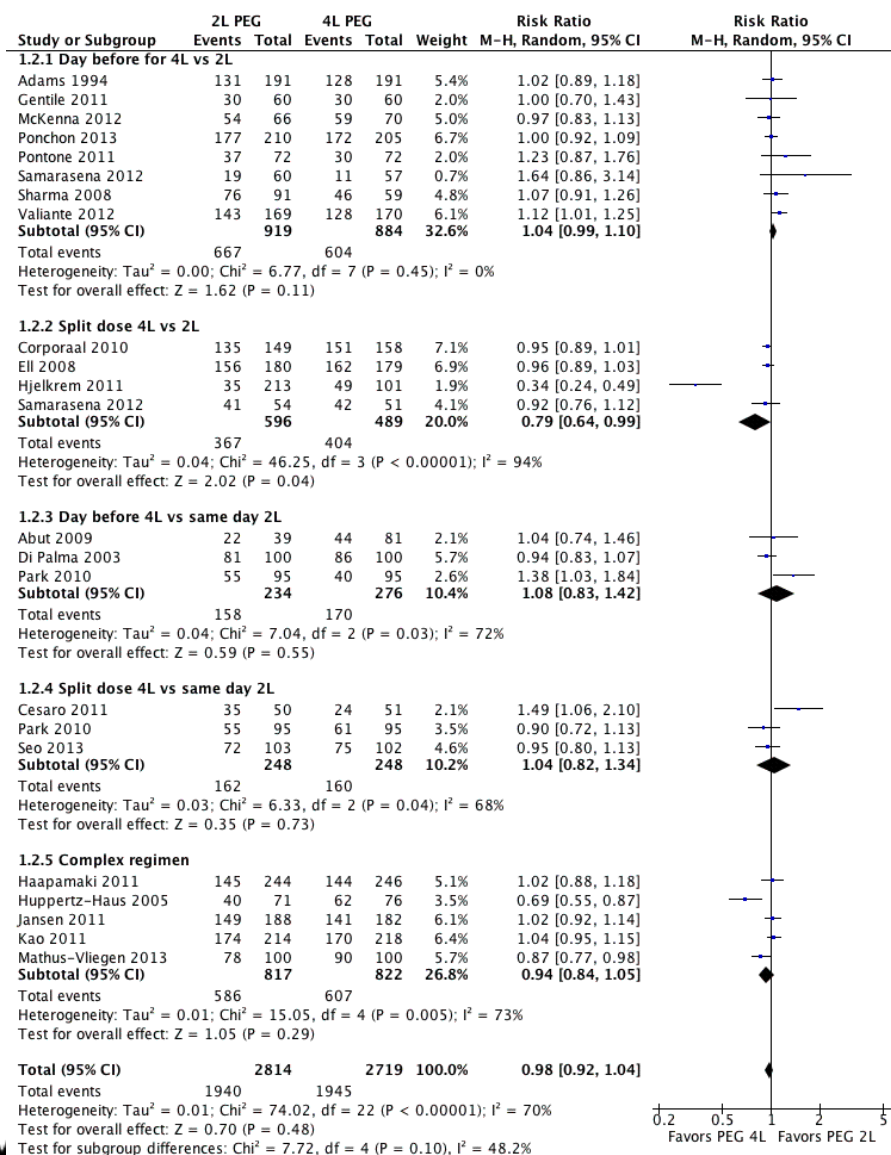 2L PEG 4L PEG Risk Ratio Risk Ratio
Study or Subgroup Events Total Events Total Weight M-H, Random, 95% CI M-H, Random, 95% CI
1.2.1 Day before for 4L vs 2L
Adams 1994 131 191 128 191 5.4% 1.02 [0.89, 1.18]
Gentile 2011 30 60 30 60 2.0% 1.00 [0.70, 1.43]
McKenna 2012 54 66 59 70 5.0% 0.97 [0.83, 1.13]
Ponchon 2013 177 210 172 205 6.7% 1.00 [0.92, 1.09]
Pontone 2011 37 72 30 72 2.0% 1.23 [0.87, 1.76]
Samarasena 2012 19 60 11 57 0.7% 1.64 [0.86, 3.14]
Sharma 2008 76 91 46 59 4.8% 1.07 [0.91, 1.26]
Valiante 2012 143 169 128 170 6.1% 1.12 [1.01, 1.25]
Subtotal (95% CI) 919 884 32.6% 1.04 [0.99, 1.10]
Total events 667 604
Heterogeneity: Tau² = 0.00; Chi² = 6.77, df = 7 (P = 0.45); I² = 0%
Test for overall effect: Z = 1.62 (P = 0.11)
1.2.2 Split dose 4L vs 2L
Corporaal 2010 135 149 151 158 7.1% 0.95 [0.89, 1.01]
Ell 2008 156 180 162 179 6.9% 0.96 [0.89, 1.03]
Hjelkrem 2011 35 213 49 101 1.9% 0.34 [0.24, 0.49]
Samarasena 2012 41 54 42 51 4.1% 0.92 [0.76, 1.12]
Subtotal (95% CI) 596 489 20.0% 0.79 [0.64, 0.99]
Total events 367 404
Heterogeneity: Tau² = 0.04; Chi² = 46.25, df = 3 (P < 0.00001); I² = 94%
Test for overall effect: Z = 2.02 (P = 0.04)
1.2.3 Day before 4L vs same day 2L
Abut 2009 22 39 44 81 2.1% 1.04 [0.74, 1.46]
Di Palma 2003 81 100 86 100 5.7% 0.94 [0.83, 1.07]
Park 2010 55 95 40 95 2.6% 1.38 [1.03, 1.84]
Subtotal (95% CI) 234 276 10.4% 1.08 [0.83, 1.42]
Total events 158 170
Heterogeneity: Tau² = 0.04; Chi² = 7.04, df = 2 (P = 0.03); I² = 72%
Test for overall effect: Z = 0.59 (P = 0.55)
1.2.4 Split dose 4L vs same day 2L
Cesaro 2011 35 50 24 51 2.1% 1.49 [1.06, 2.10]
Park 2010 55 95 61 95 3.5% 0.90 [0.72, 1.13]
Seo 2013 72 103 75 102 4.6% 0.95 [0.80, 1.13]
Subtotal (95% CI) 248 248 10.2% 1.04 [0.82, 1.34]
Total events 162 160
Heterogeneity: Tau² = 0.03; Chi² = 6.33, df = 2 (P = 0.04); I² = 68%
Test for overall effect: Z = 0.35 (P = 0.73)
1.2.5 Complex regimen
Haapamaki 2011 145 244 144 246 5.1% 1.02 [0.88, 1.18]
Huppertz-Haus 2005 40 71 62 76 3.5% 0.69 [0.55, 0.87]
Jansen 2011 149 188 141 182 6.1% 1.02 [0.92, 1.14]
Kao 2011 174 214 170 218 6.4% 1.04 [0.95, 1.15]
Mathus-Vliegen 2013 78 100 90 100 5.7% 0.87 [0.77, 0.98]
Subtotal (95% CI) 817 822 26.8% 0.94 [0.84, 1.05]
Total events 586 607
Heterogeneity: Tau² = 0.01; Chi² = 15.05, df = 4 (P = 0.005); I² = 73%
Test for overall effect: Z = 1.05 (P = 0.29)
Total (95% CI) 2814 2719 100.0% 0.98 [0.92, 1.04]
Total events 1940 1945
Heterogeneity: Tau² = 0.01; Chi² = 74.02, df = 22 (P < 0.00001); I² = 70%
Test for overall effect: Z = 0.70 (P = 0.48)
Test for subgroup differences: Chi² = 7.72, df = 4 (P = 0.10), I² = 48.2%
0.2 0.5 1 2 5
Favors PEG 4L Favors PEG 2L